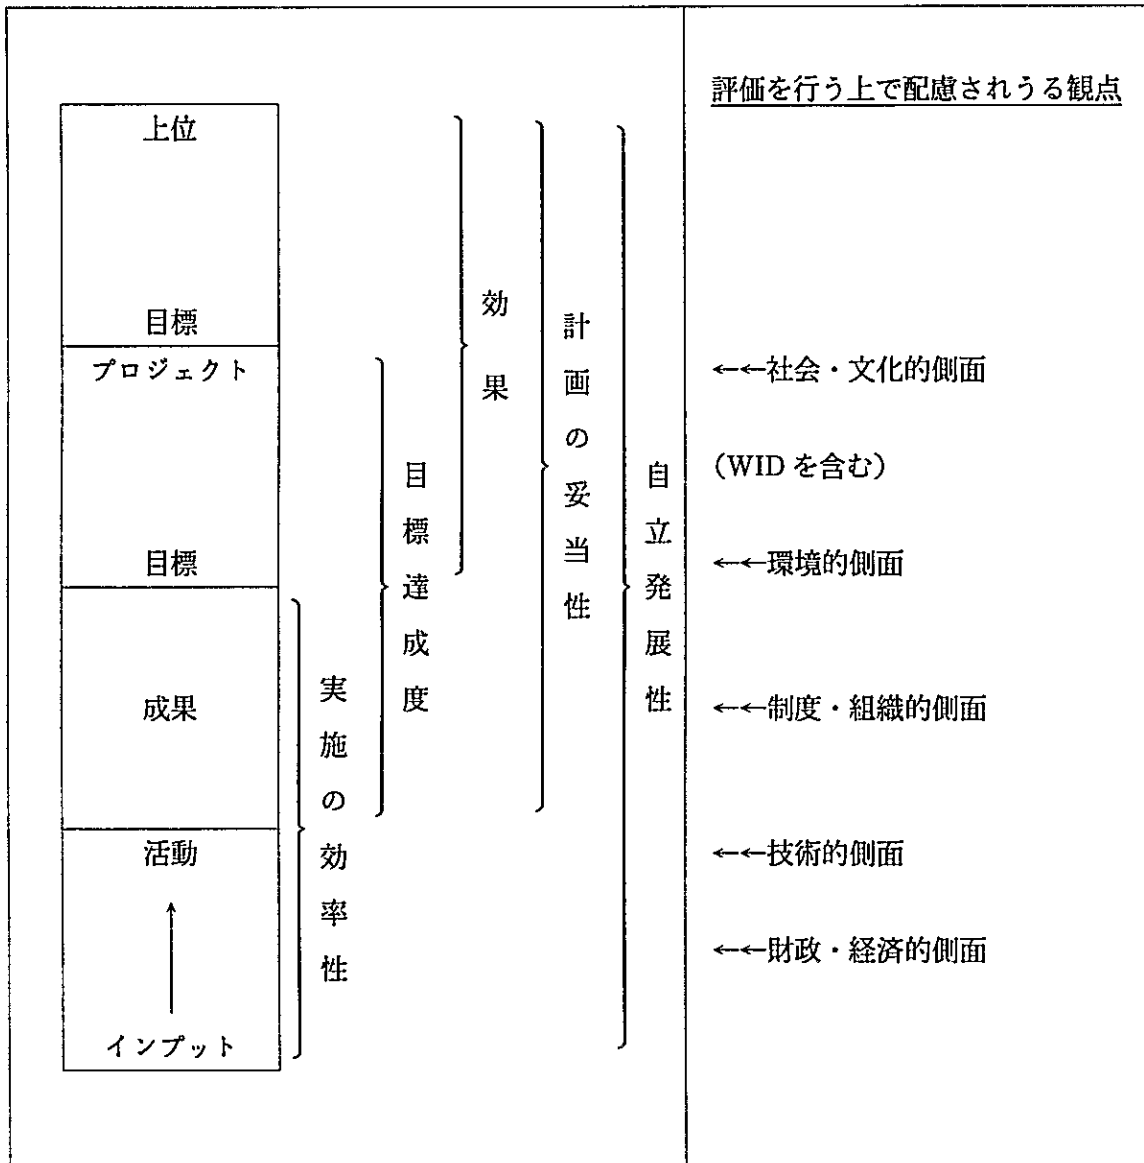 評価を行う上で配慮されうる観点
上位
目標
プロジェクト
目標
成果
活動
インプット
実施の効率性
目標達成度
効果
計画の妥当性
自立発展性
←←社会・文化的側面
(WID を含む)
←←環境的側面
←←制度・組織的側面
←←技術的側面
←←財政・経済的側面